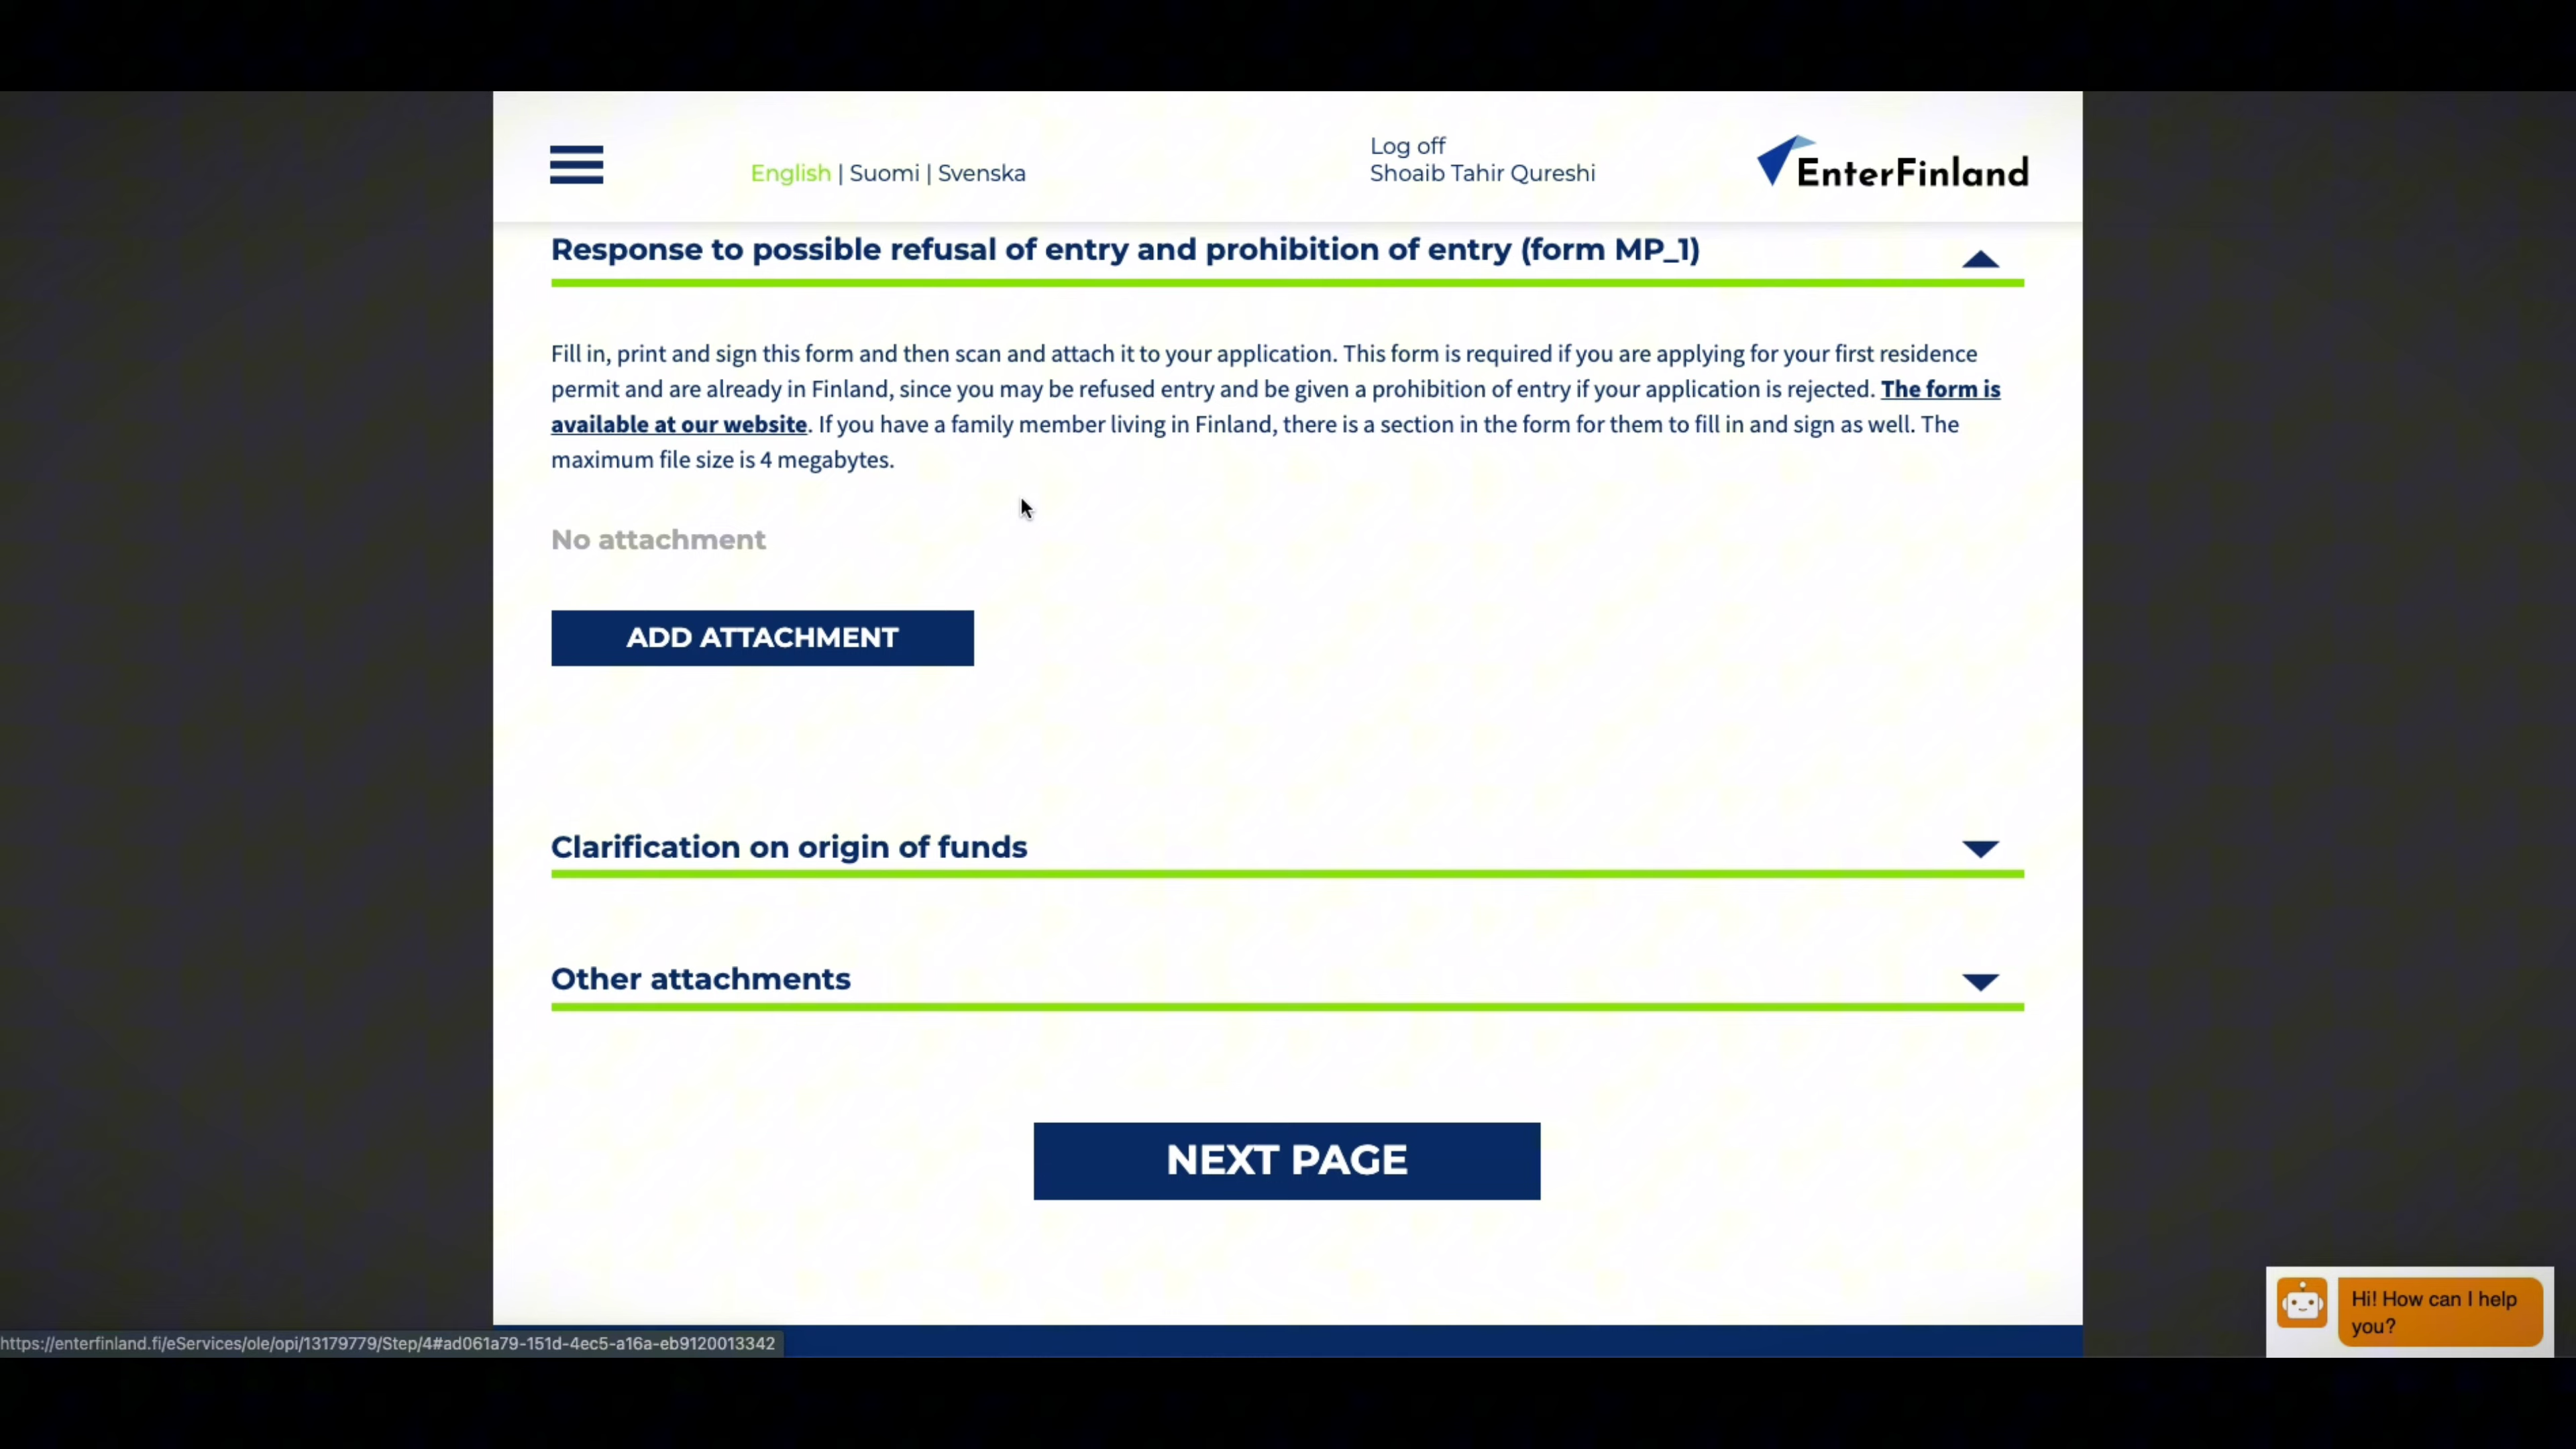 English | Suomi | Svenska
Log off
Shoaib Tahir Qureshi
EnterFinland
Response to possible refusal of entry and prohibition of entry (form MP_1)
Fill in, print and sign this form and then scan and attach it to your application. This form is required if you are applying for your first residence
permit and are already in Finland, since you may be refused entry and be given a prohibition of entry if your application is rejected. The form is
available at our website. If you have a family member living in Finland, there is a section in the form for them to fill in and sign as well. The
maximum file size is 4 megabytes.
No attachment
ADD ATTACHMENT
Clarification on origin of funds
Other attachments
NEXT PAGE
Hi! How can I help
you?
https://enterfinland.fi/eServices/ole/opi/13179779/Step/4#ad061a79-151d-4ec5-a16a-eb9120013342